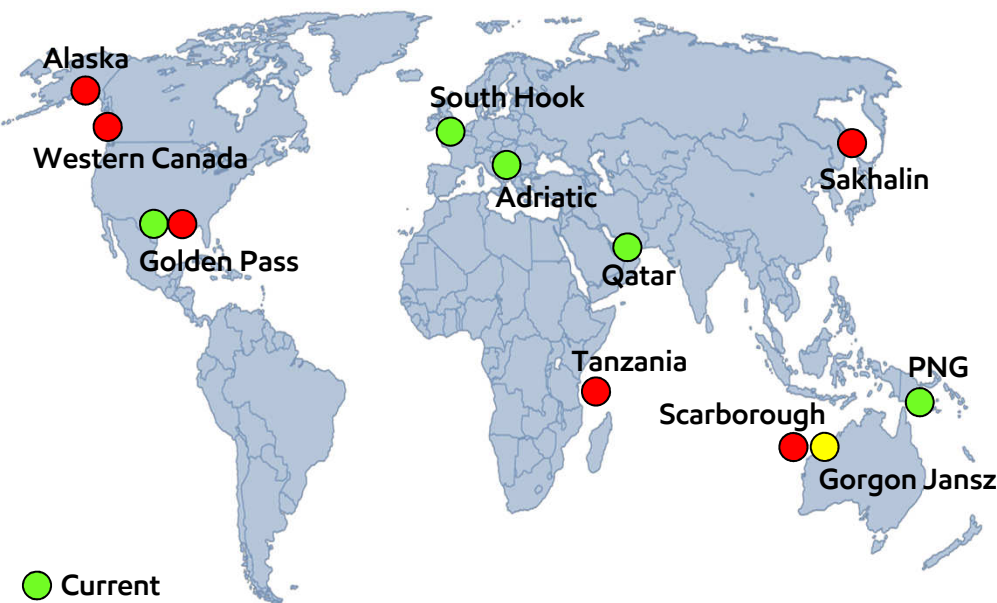 Alaska
South Hook
Western Canada
Sakhalin
Adriatic
Golden Pass
Qatar
Tanzania
PNG
Scarborough
Gorgon Jansz
Current